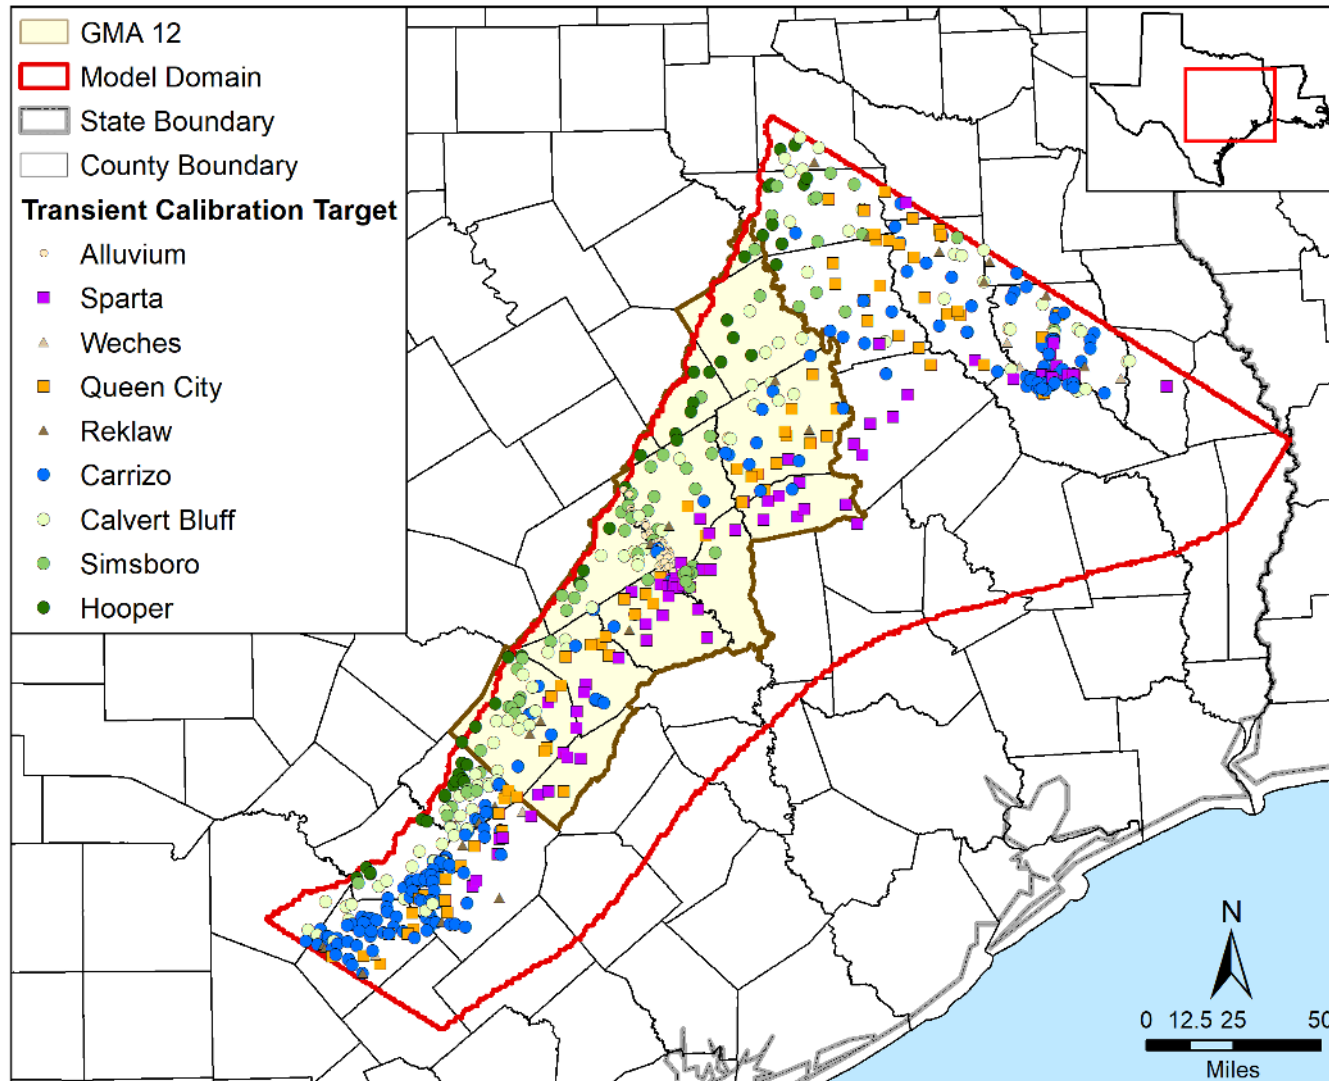 GMA 12
Model Domain
State Boundary
County Boundary
Transient Calibration Target
Alluvium
Sparta
Weches
Queen City
Reklaw
Carrizo
Calvert Bluff
Simsboro
Hooper
N
0 12.5 25 50
Miles